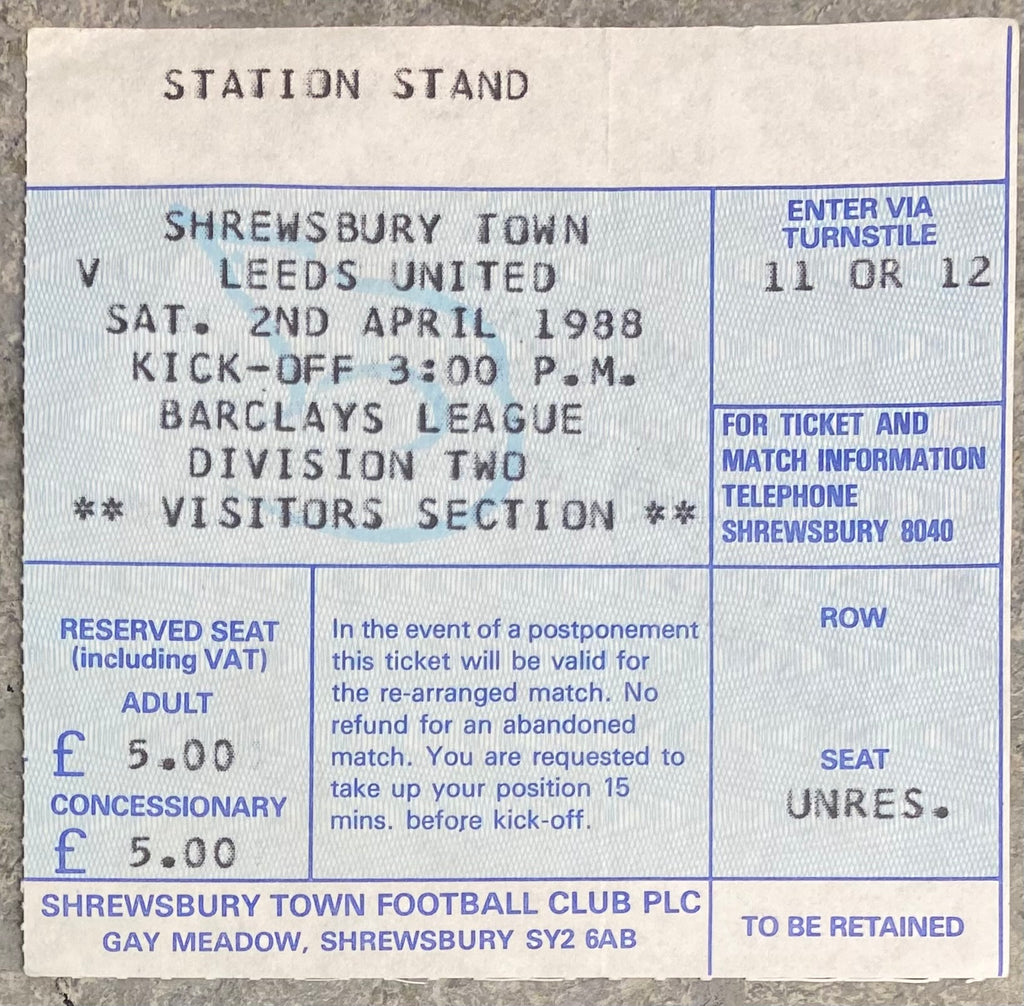 STATION STAND
SHREWSBURY TOWN
V LEEDS UNITED
SAT. 2ND APRIL 1988
KICK-OFF 3:00 P.M.
BARCLAYS LEAGUE
DIVISION TWO
** VISITORS SECTION **
ENTER VIA
TURNSTILE
11 OR 12
FOR TICKET AND
MATCH INFORMATION
TELEPHONE
SHREWSBURY 8040
RESERVED SEAT
(including VAT)
ADULT
£ 5.00
CONCESSIONARY
£ 5.00
In the event of a postponement
this ticket will be valid for
the re-arranged match. No
refund for an abandoned
match. You are requested to
take up your position 15
mins. before kick-off.
ROW
SEAT
UNRES.
SHREWSBURY TOWN FOOTBALL CLUB PLC
GAY MEADOW, SHREWSBURY SY2 6AB
TO BE RETAINED